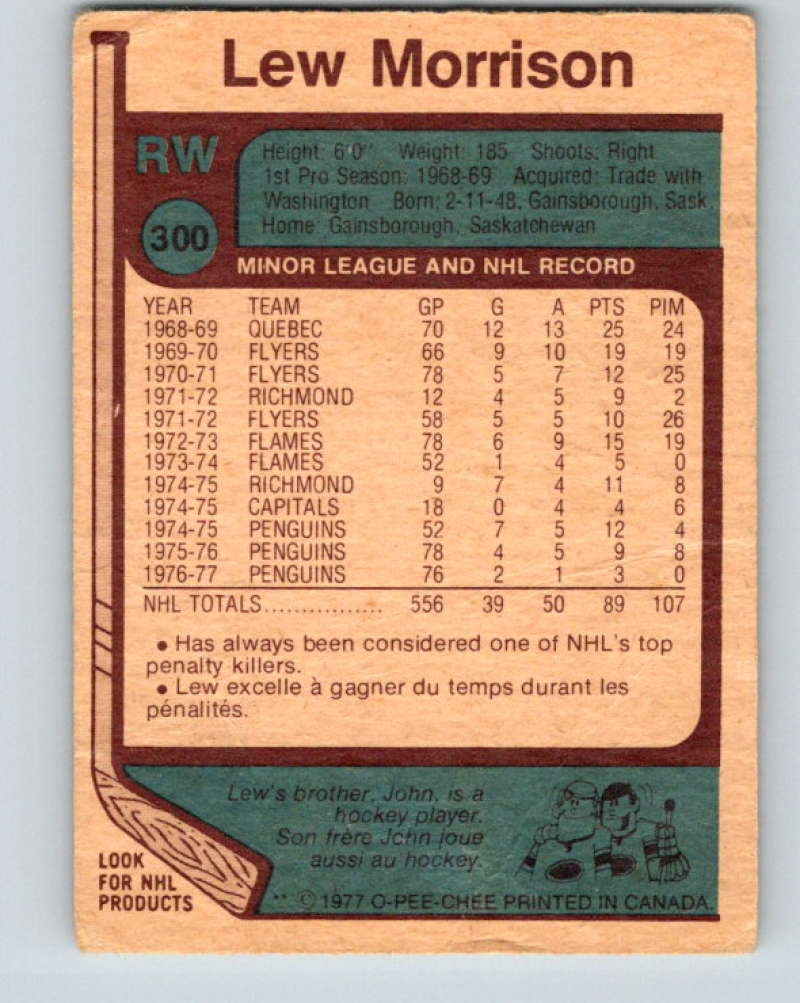 Lew Morrison
RW
300
Height: 6'0" Weight: 185 Shoots: Right
1st Pro Season: 1968-69 Acquired: Trade with
Washington Born: 2-11-48, Gainsborough, Sask.
Home: Gainsborough, Saskatchewan
MINOR LEAGUE AND NHL RECORD
YEAR TEAM GP G A PTS PIM
1968-69 QUEBEC 70 12 13 25 24
1969-70 FLYERS 66 9 10 19 19
1970-71 FLYERS 78 5 7 12 25
1971-72 RICHMOND 12 4 5 9 2
1971-72 FLYERS 58 5 5 10 26
1972-73 FLAMES 78 6 9 15 19
1973-74 FLAMES 52 1 4 5 0
1974-75 RICHMOND 9 7 4 11 8
1974-75 CAPITALS 18 0 4 4 6
1974-75 PENGUINS 52 7 5 12 4
1975-76 PENGUINS 78 4 5 9 8
1976-77 PENGUINS 76 2 1 3 0
NHL TOTALS................ 556 39 50 89 107
• Has always been considered one of NHL's top
penalty killers.
• Lew excelle à gagner du temps durant les
pénalités.
Lew's brother, John, is a
hockey player.
Son frère John joue
aussi au hockey.
LOOK
FOR NHL
PRODUCTS
** © 1977 O-PEE-CHEE PRINTED IN CANADA.